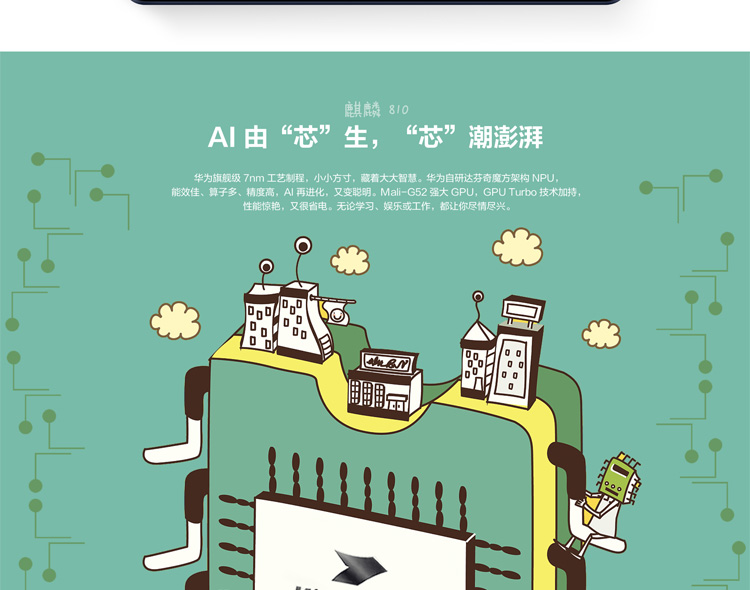 麒麟 810
AI 由“芯”生，“芯”潮澎湃
华为旗舰级 7nm 工艺制程，小小方寸，藏着大大智慧。华为自研达芬奇魔方架构 NPU，
能效佳、算子多、精度高，AI 再进化，又变聪明。Mali-G52 强大 GPU，GPU Turbo 技术加持，
性能惊艳，又很省电。无论学习、娱乐或工作，都让你尽情尽兴。